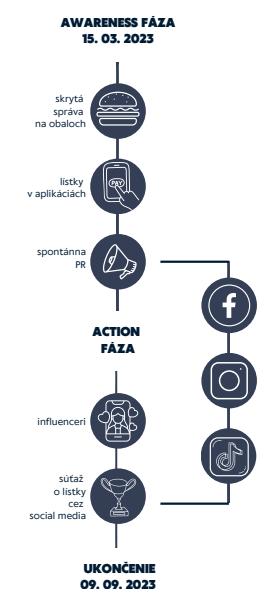 AWARENESS FÁZA
15. 03. 2023
skrytá
správa
na obaloch
lístky
v aplikáciách
PAY
spontánna
PR
ACTION
FÁZA
influenceri
súťaž
o lístky
cez
social media
UKONČENIE
09. 09. 2023